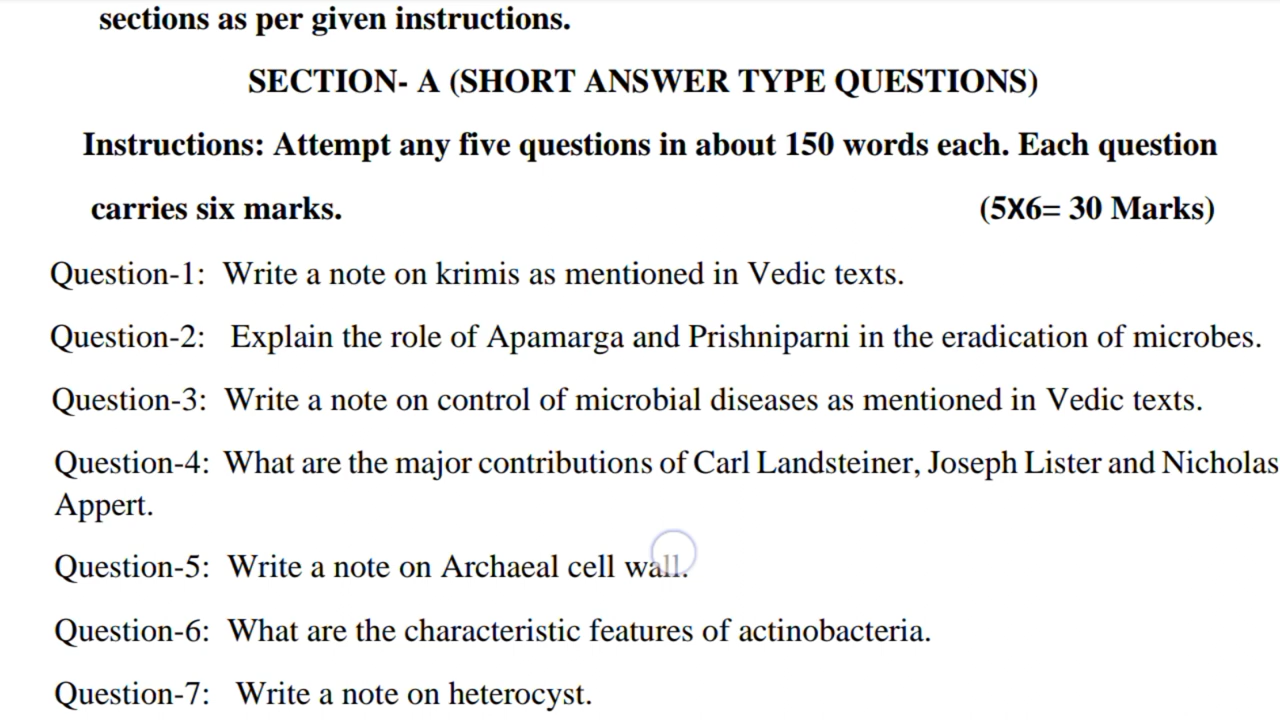 sections as per given instructions.
SECTION- A (SHORT ANSWER TYPE QUESTIONS)
Instructions: Attempt any five questions in about 150 words each. Each question
carries six marks. (5X6= 30 Marks)
Question-1: Write a note on krimis as mentioned in Vedic texts.
Question-2: Explain the role of Apamarga and Prishniparni in the eradication of microbes.
Question-3: Write a note on control of microbial diseases as mentioned in Vedic texts.
Question-4: What are the major contributions of Carl Landsteiner, Joseph Lister and Nicholas
Appert.
Question-5: Write a note on Archaeal cell wall.
Question-6: What are the characteristic features of actinobacteria.
Question-7: Write a note on heterocyst.